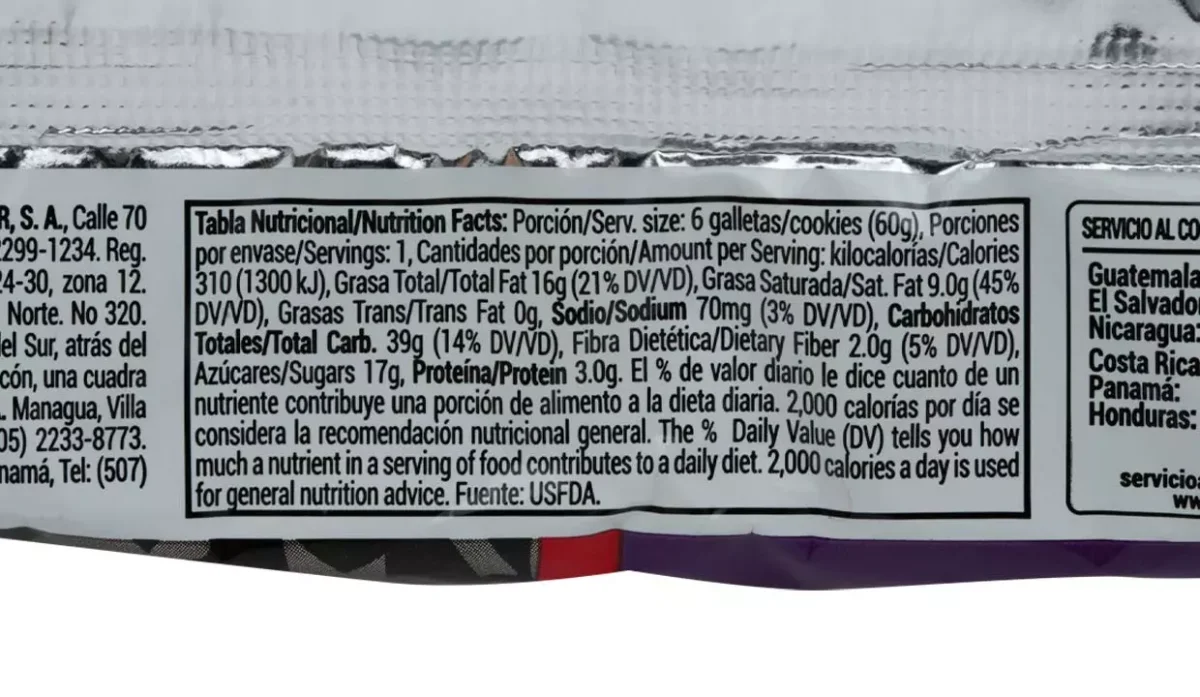 R, S. A., Calle 70
2299-1234. Reg.
24-30, zona 12.
Norte. No 320.
del Sur, atrás del
cón, una cuadra
. Managua, Villa
05) 2233-8773.
namá, Tel: (507)
Tabla Nutricional/Nutrition Facts: Porción/Serv. size: 6 galletas/cookies (60g), Porciones
por envase/Servings: 1, Cantidades por porción/Amount per Serving: kilocalorías/Calories
310 (1300 kJ), Grasa Total/Total Fat 16g (21% DV/VD), Grasa Saturada/Sat. Fat 9.0g (45%
DV/VD), Grasas Trans/Trans Fat 0g, Sodio/Sodium 70mg (3% DV/VD), Carbohidratos
Totales/Total Carb. 39g (14% DV/VD), Fibra Dietética/Dietary Fiber 2.0g (5% DV/VD),
Azúcares/Sugars 17g, Proteína/Protein 3.0g. El % de valor diario le dice cuanto de un
nutriente contribuye una porción de alimento a la dieta diaria. 2,000 calorías por día se
considera la recomendación nutricional general. The % Daily Value (DV) tells you how
much a nutrient in a serving of food contributes to a daily diet. 2,000 calories a day is used
for general nutrition advice. Fuente: USFDA.
SERVICIO AL CO
Guatemala
El Salvado
Nicaragua.
Costa Rica
Panamá:
Honduras.
servicioa
ww